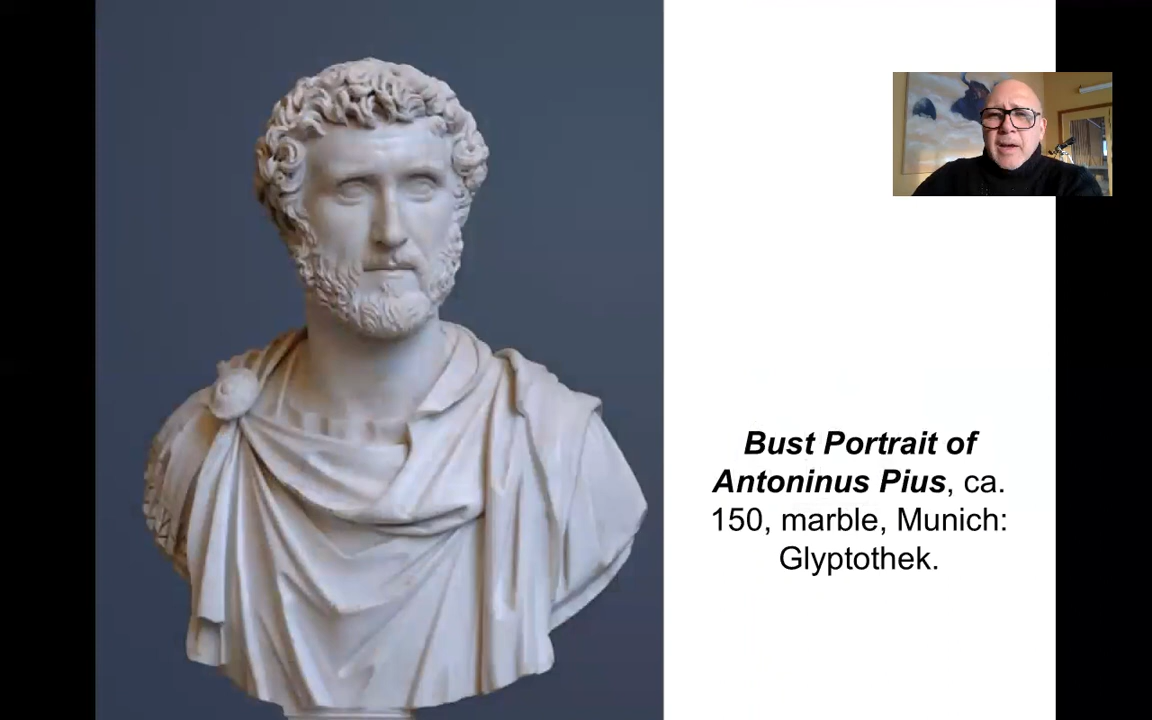 Bust Portrait of
Antoninus Pius, ca.
150, marble, Munich:
Glyptothek.